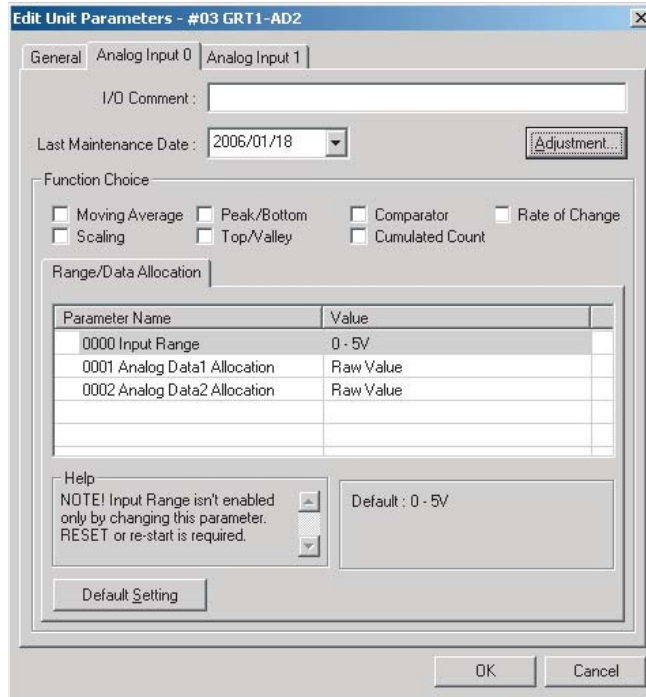 Edit Unit Parameters - #03 GRT1-AD2
General Analog Input 0 Analog Input 1
I/O Comment :
Last Maintenance Date : 2006/01/18 Adjustment...
Function Choice
Moving Average Peak/Bottom Comparator Rate of Change
Scaling Top/Valley Cumulated Count
Range/Data Allocation
Parameter Name Value
0000 Input Range 0 - 5V
0001 Analog Data1 Allocation Raw Value
0002 Analog Data2 Allocation Raw Value
Help
NOTE! Input Range isn't enabled
only by changing this parameter.
RESET or re-start is required.
Default : 0 - 5V
Default Setting
OK Cancel